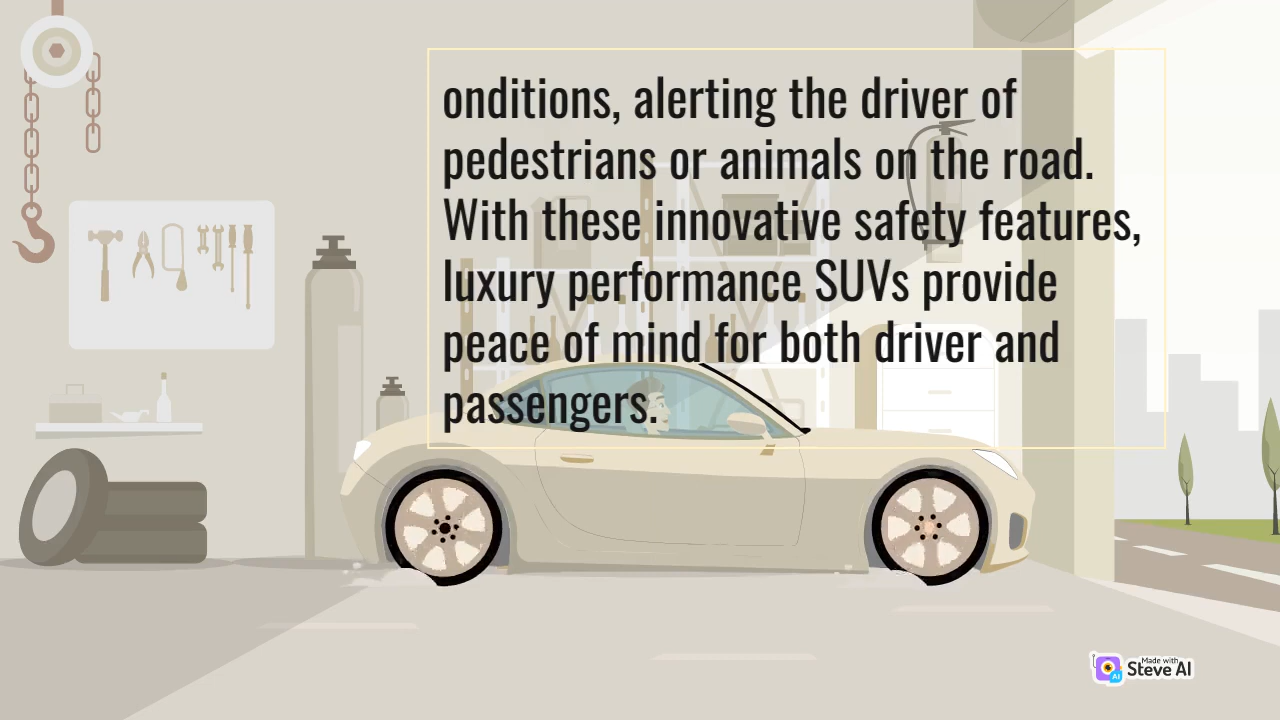 onditions, alerting the driver of
pedestrians or animals on the road.
With these innovative safety features,
luxury performance SUVs provide
peace of mind for both driver and
passengers.
Made with
Steve AI
AI